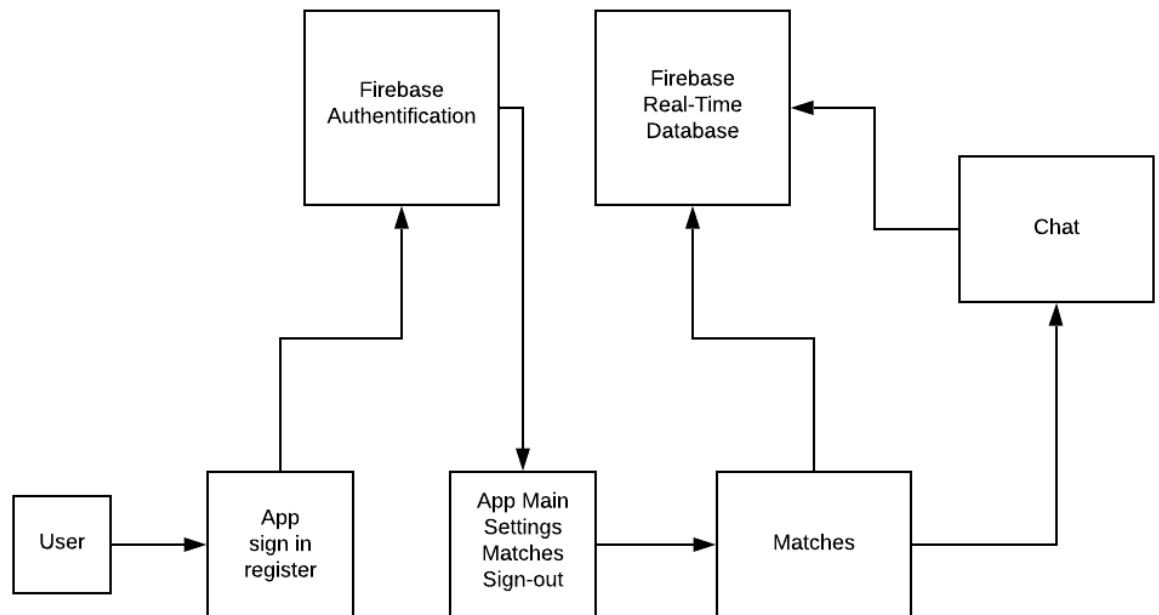 Firebase
Authentification
Firebase
Real-Time
Database
Chat
User
App
sign in
register
App Main
Settings
Matches
Sign-out
Matches